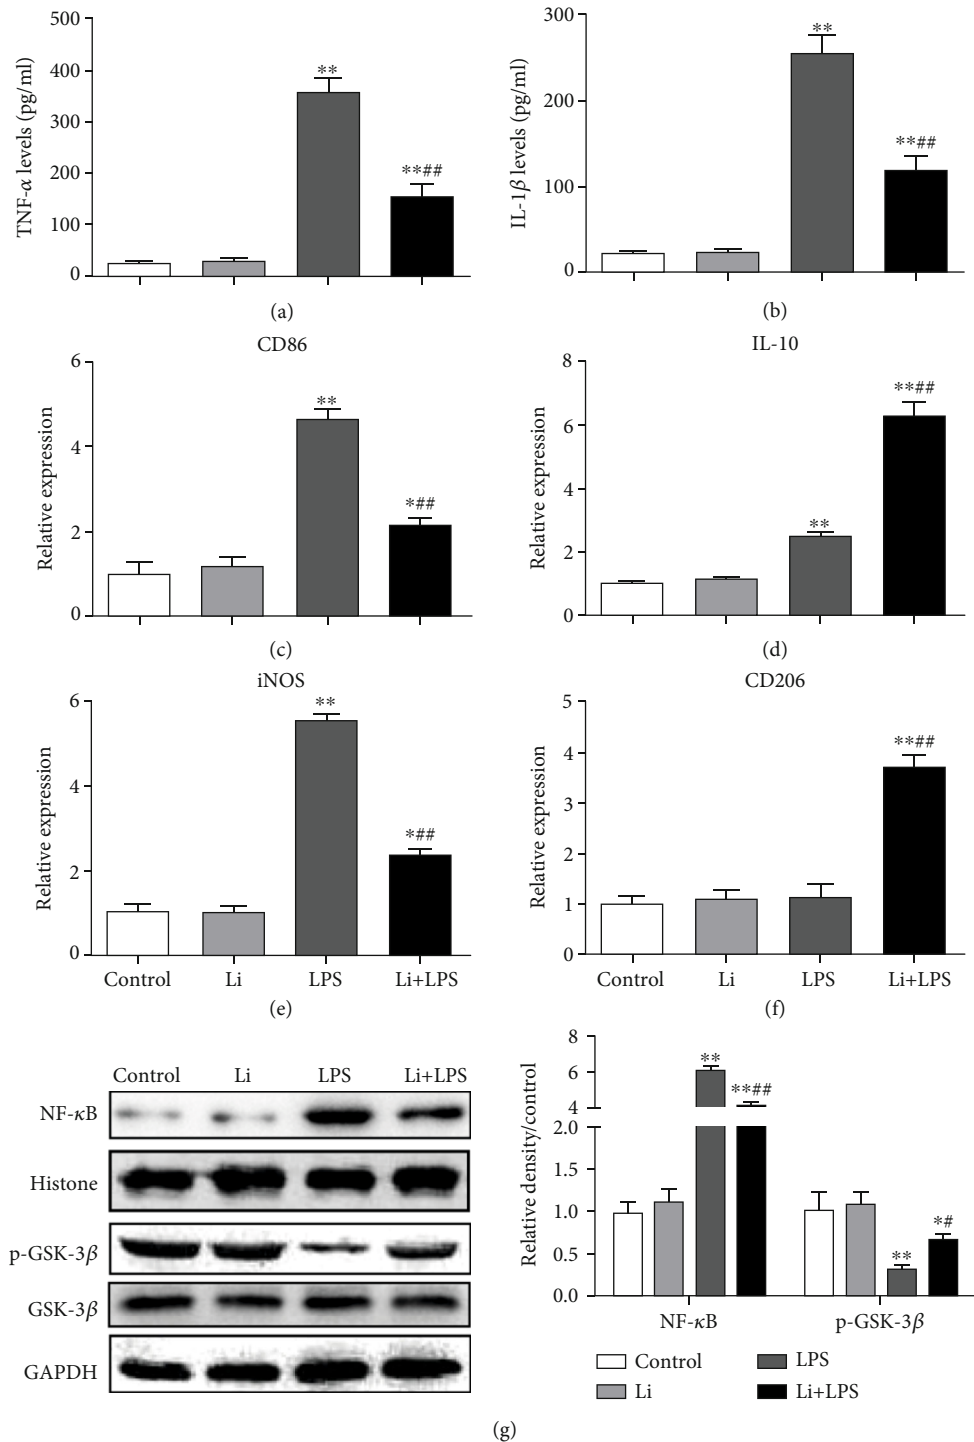 500
400
300
200
100
0
TNF-α levels (pg/ml)
**
**##
(a)
300
200
100
0
IL-1β levels (pg/ml)
**
**##
(b)
CD86
6
4
2
0
Relative expression
**
*##
(c)
IL-10
8
6
4
2
0
Relative expression
**
**##
(d)
iNOS
6
4
2
0
Relative expression
**
*##
Control Li LPS Li+LPS
(e)
CD206
5
4
3
2
1
0
Relative expression
**##
Control Li LPS Li+LPS
(f)
Control Li LPS Li+LPS
NF-κB
Histone
p-GSK-3β
GSK-3β
GAPDH
8
6
4
2.0
1.5
1.0
0.5
0.0
Relative density/control
**
**##
**
*#
NF-κB p-GSK-3β
Control LPS
Li Li+LPS
(g)